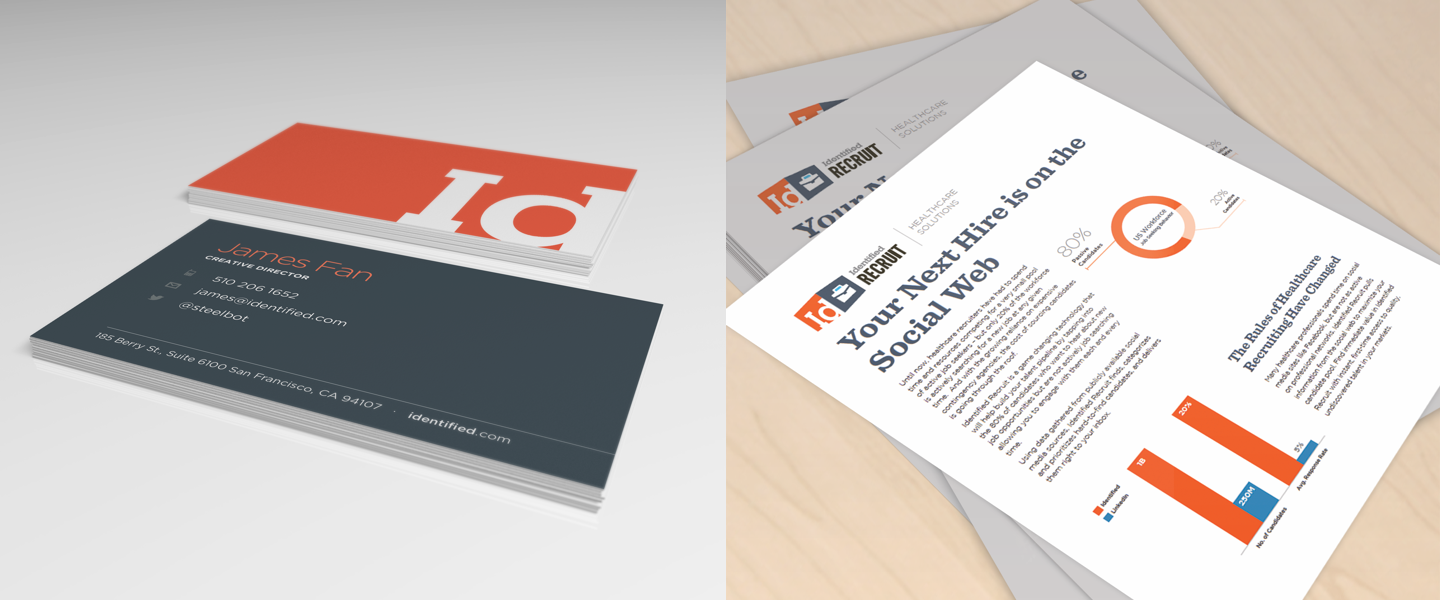 Id
James Fan
CREATIVE DIRECTOR
510 206 1652
james@identified.com
@steelbot
185 Berry St., Suite 6100 San Francisco, CA 94107 · identified.com
e
Identified
RECRUIT
HEALTHCARE
SOLUTIONS
Id
Your N
Id
Identified
RECRUIT
HEALTHCARE
SOLUTIONS
Your Next Hire is on the
Social Web
Until now, healthcare recruiters have had to spend
time and resources competing for a very small pool
of active job seekers – but only 20% of the workforce
is actively searching for a new job at any given
time. And with the growing reliance on expensive
contingency agencies, the cost of sourcing candidates
is going through the roof.
Identified Recruit is a game changing technology that
will help build your talent pipeline by tapping into
the 80% of candidates who want to hear about new
job opportunities but are not actively job searching
allowing you to engage with them each and every
time.
Using data gathered from publicly available social
media sources, Identified Recruit finds, categorizes
and prioritizes hard-to-find candidates, and delivers
them right to your inbox.
80%
Passive
Candidates
US Workforce
Job Seeking Behavior
20%
Active
Candidates
The Rules of Healthcare
Recruiting Have Changed
Many healthcare professionals spend time on social
media sites like Facebook, but are not as active
on professional networks. Identified Recruit pulls
information from the social web to maximize your
candidate pool. Find immediate value in Identified
Recruit with instant, first-time access to quality,
undiscovered talent in your markets.
Identified
LinkedIn
1B
250M
No. of Candidates
20%
5%
Avg. Response Rate